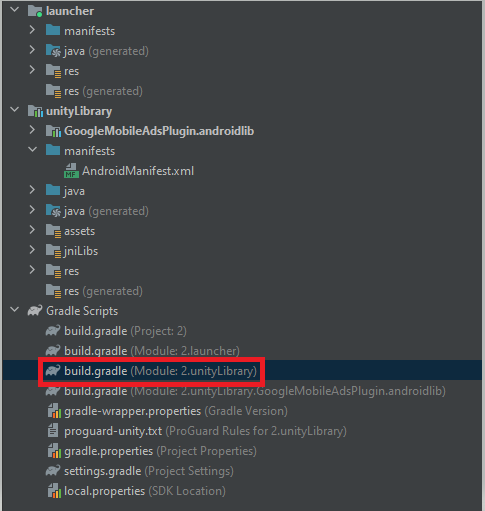 launcher
manifests
java (generated)
res
res (generated)
unityLibrary
GoogleMobileAdsPlugin.androidlib
manifests
AndroidManifest.xml
java
java (generated)
assets
jniLibs
res
res (generated)
Gradle Scripts
build.gradle (Project: 2)
build.gradle (Module: 2.launcher)
build.gradle (Module: 2.unityLibrary)
build.gradle (Module: 2.unityLibrary.GoogleMobileAdsPlugin.androidlib)
gradle-wrapper.properties (Gradle Version)
proguard-unity.txt (ProGuard Rules for 2.unityLibrary)
gradle.properties (Project Properties)
settings.gradle (Project Settings)
local.properties (SDK Location)